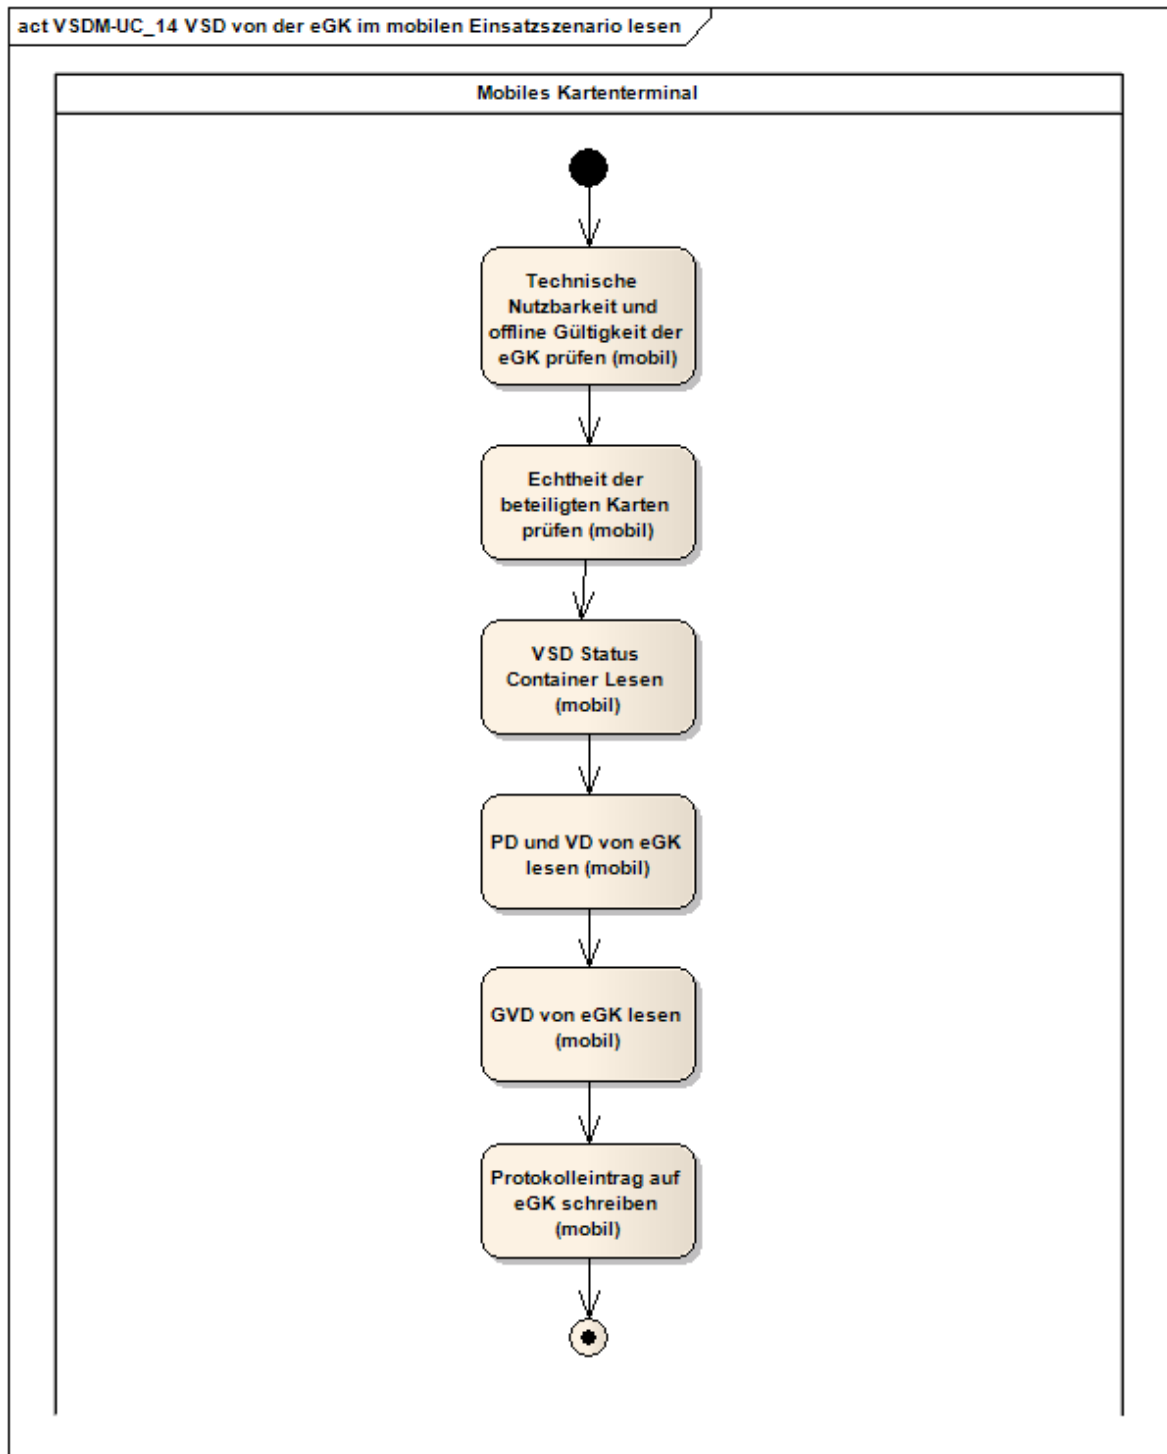 act VSDM-UC_14 VSD von der eGK im mobilen Einsatzszenario lesen
Mobiles Kartenterminal
Technische
Nutzbarkeit und
offline Gültigkeit der
eGK prüfen (mobil)
Echtheit der
beteiligten Karten
prüfen (mobil)
VSD Status
Container Lesen
(mobil)
PD und VD von eGK
lesen (mobil)
GVD von eGK lesen
(mobil)
Protokolleintrag auf
eGK schreiben
(mobil)